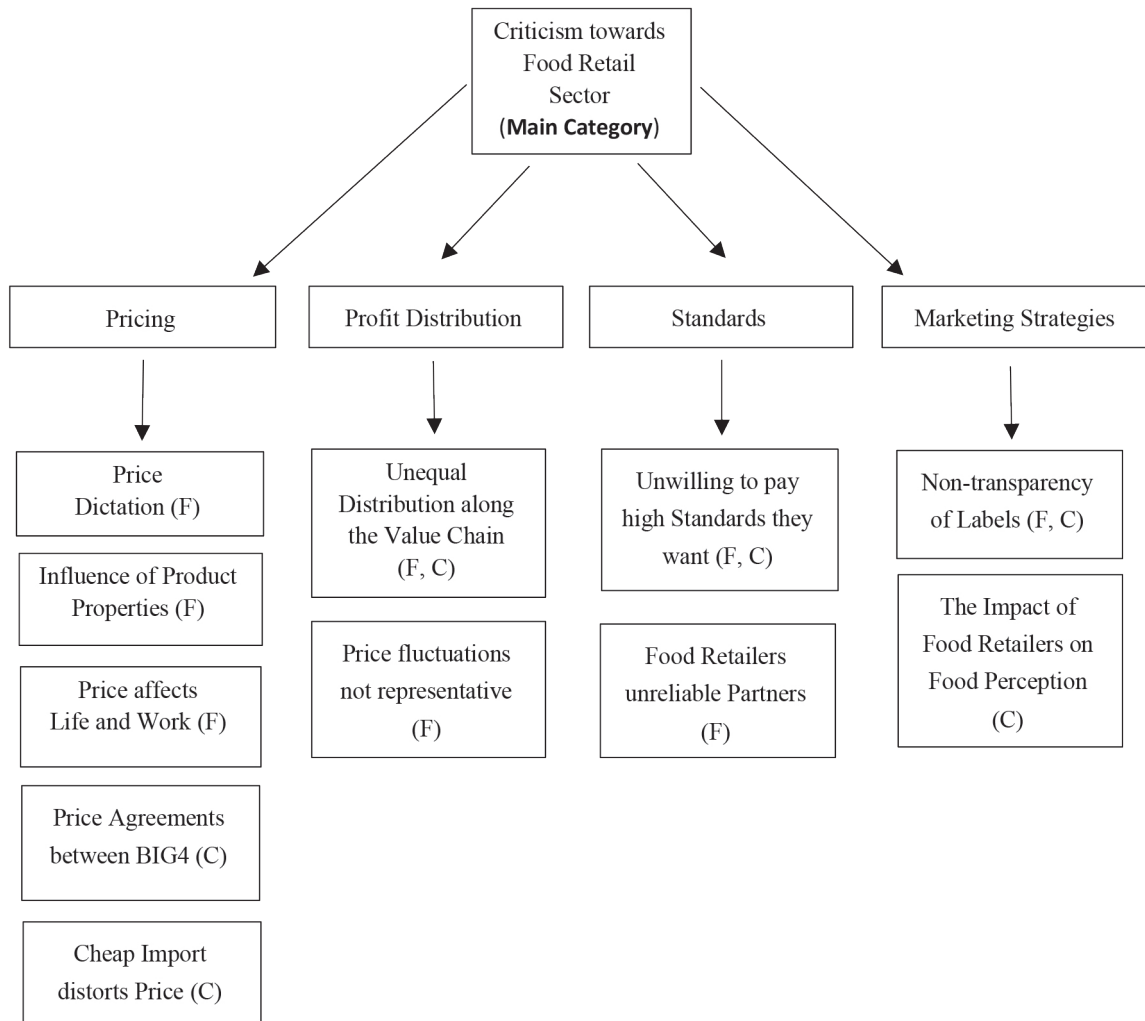 Criticism towards
Food Retail
Sector
(Main Category)
Pricing
Profit Distribution
Standards
Marketing Strategies
Price
Dictation (F)
Influence of Product
Properties (F)
Price affects
Life and Work (F)
Price Agreements
between BIG4 (C)
Cheap Import
distorts Price (C)
Unequal
Distribution along
the Value Chain
(F, C)
Price fluctuations
not representative
(F)
Unwilling to pay
high Standards they
want (F, C)
Food Retailers
unreliable Partners
(F)
Non-transparency
of Labels (F, C)
The Impact of
Food Retailers on
Food Perception
(C)